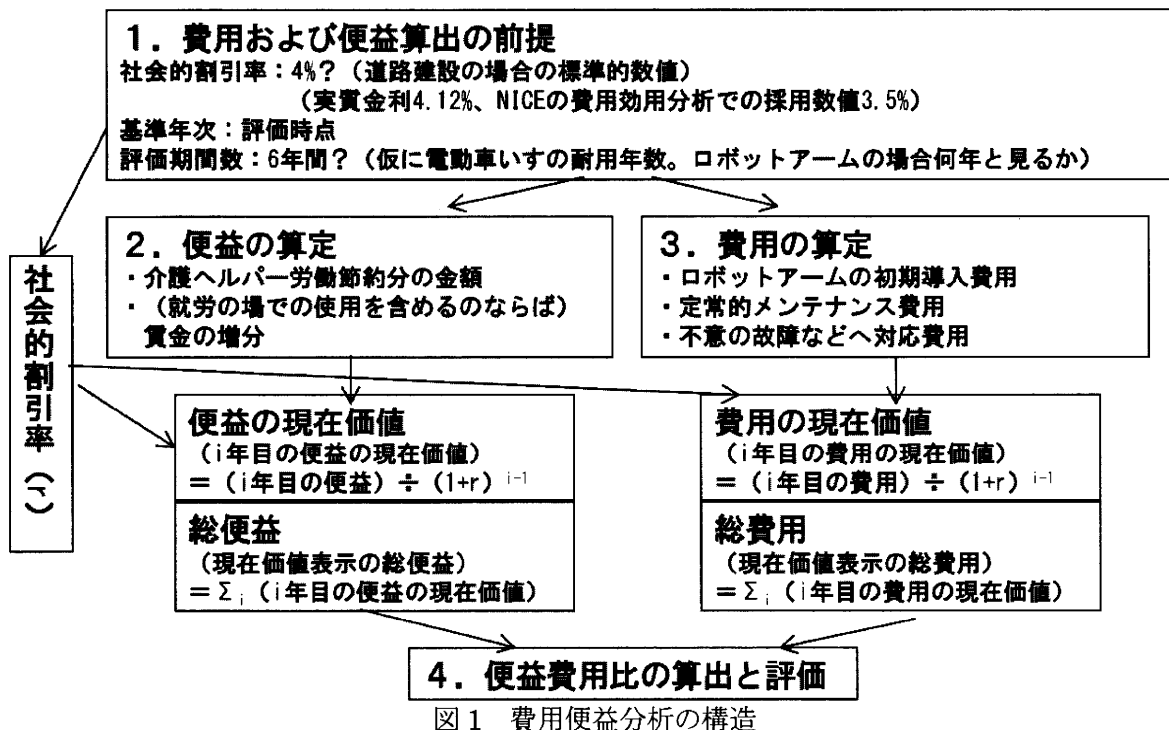 1. 費用および便益算出の前提
社会的割引率：4%？（道路建設の場合の標準的数値）
（実質金利4.12%、NICEの費用効用分析での採用数値3.5%）
基準年次：評価時点
評価期間数：6年間？（仮に電動車いすの耐用年数。ロボットアームの場合何年と見るか）
社会的割引率（r）
2. 便益の算定
・介護ヘルパー労働節約分の金額
・（就労の場での使用を含めるのならば）
賃金の増分
3. 費用の算定
・ロボットアームの初期導入費用
・定常的メンテナンス費用
・不意の故障などへ対応費用
便益の現在価値
（i年目の便益の現在価値）
＝（i年目の便益）÷（1+r）i-1
総便益
（現在価値表示の総便益）
＝Σi（i年目の便益の現在価値）
費用の現在価値
（i年目の費用の現在価値）
＝（i年目の費用）÷（1+r）i-1
総費用
（現在価値表示の総費用）
＝Σi（i年目の費用の現在価値）
4. 便益費用比の算出と評価
図1 費用便益分析の構造